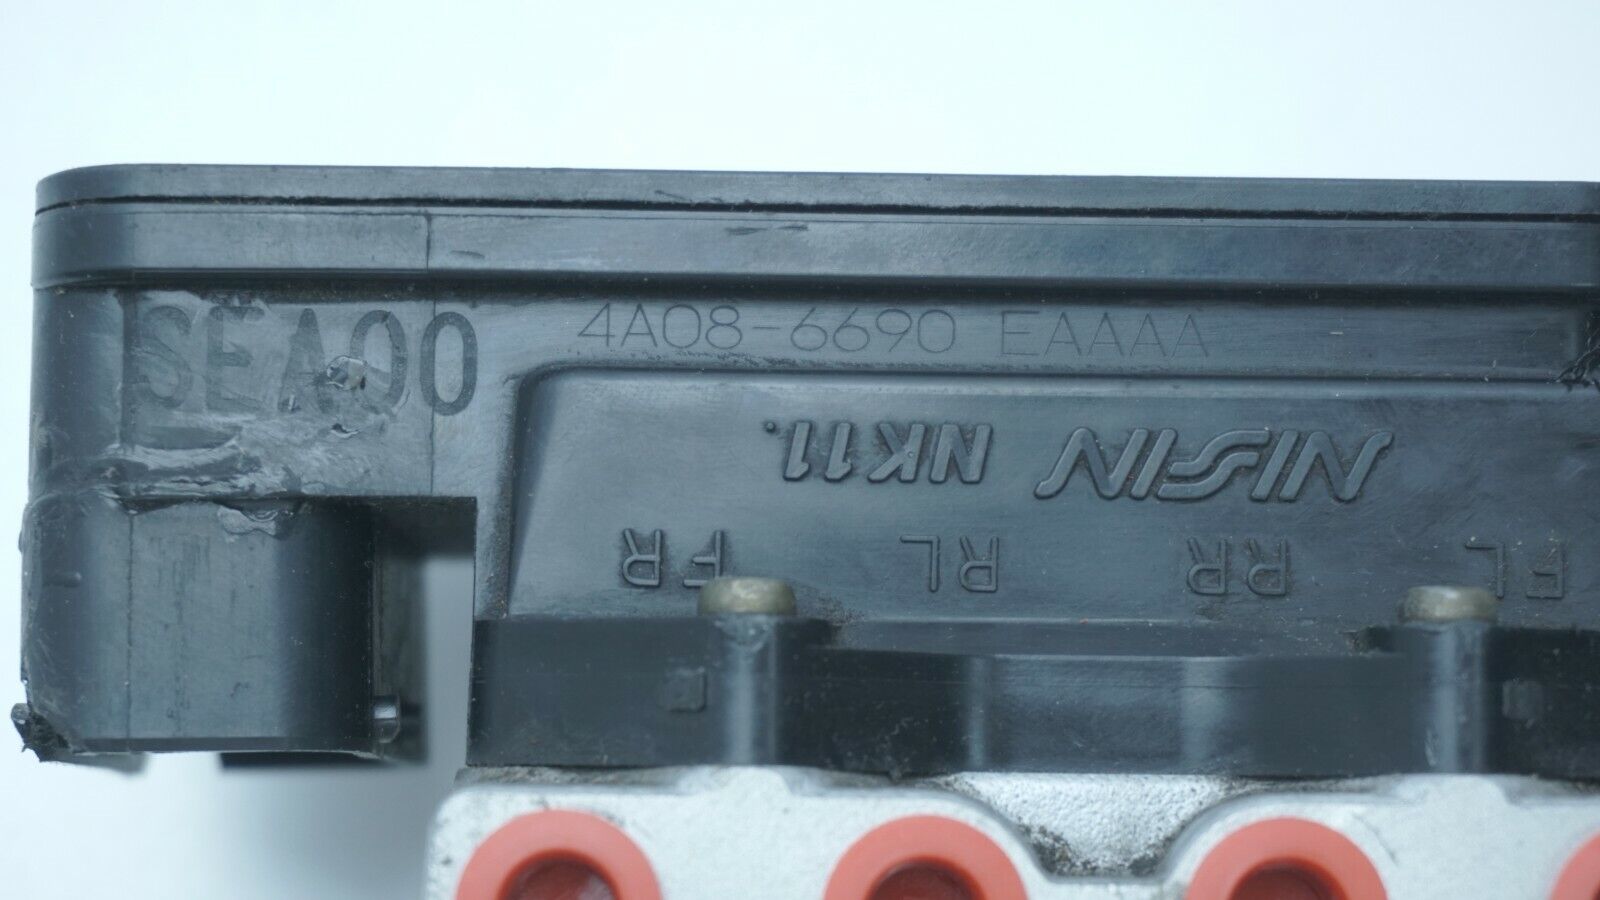 SEA00 4A08-6690 EAAAA
NISIN NK11.
FL RR RL FR